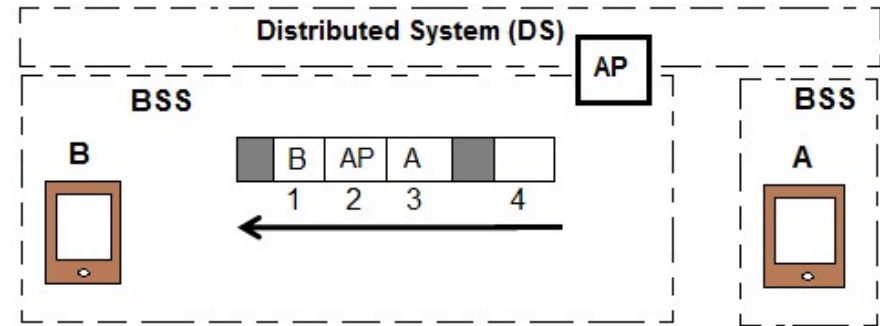 Distributed System (DS)
AP
BSS
BSS
B
B AP A
A
1 2 3 4